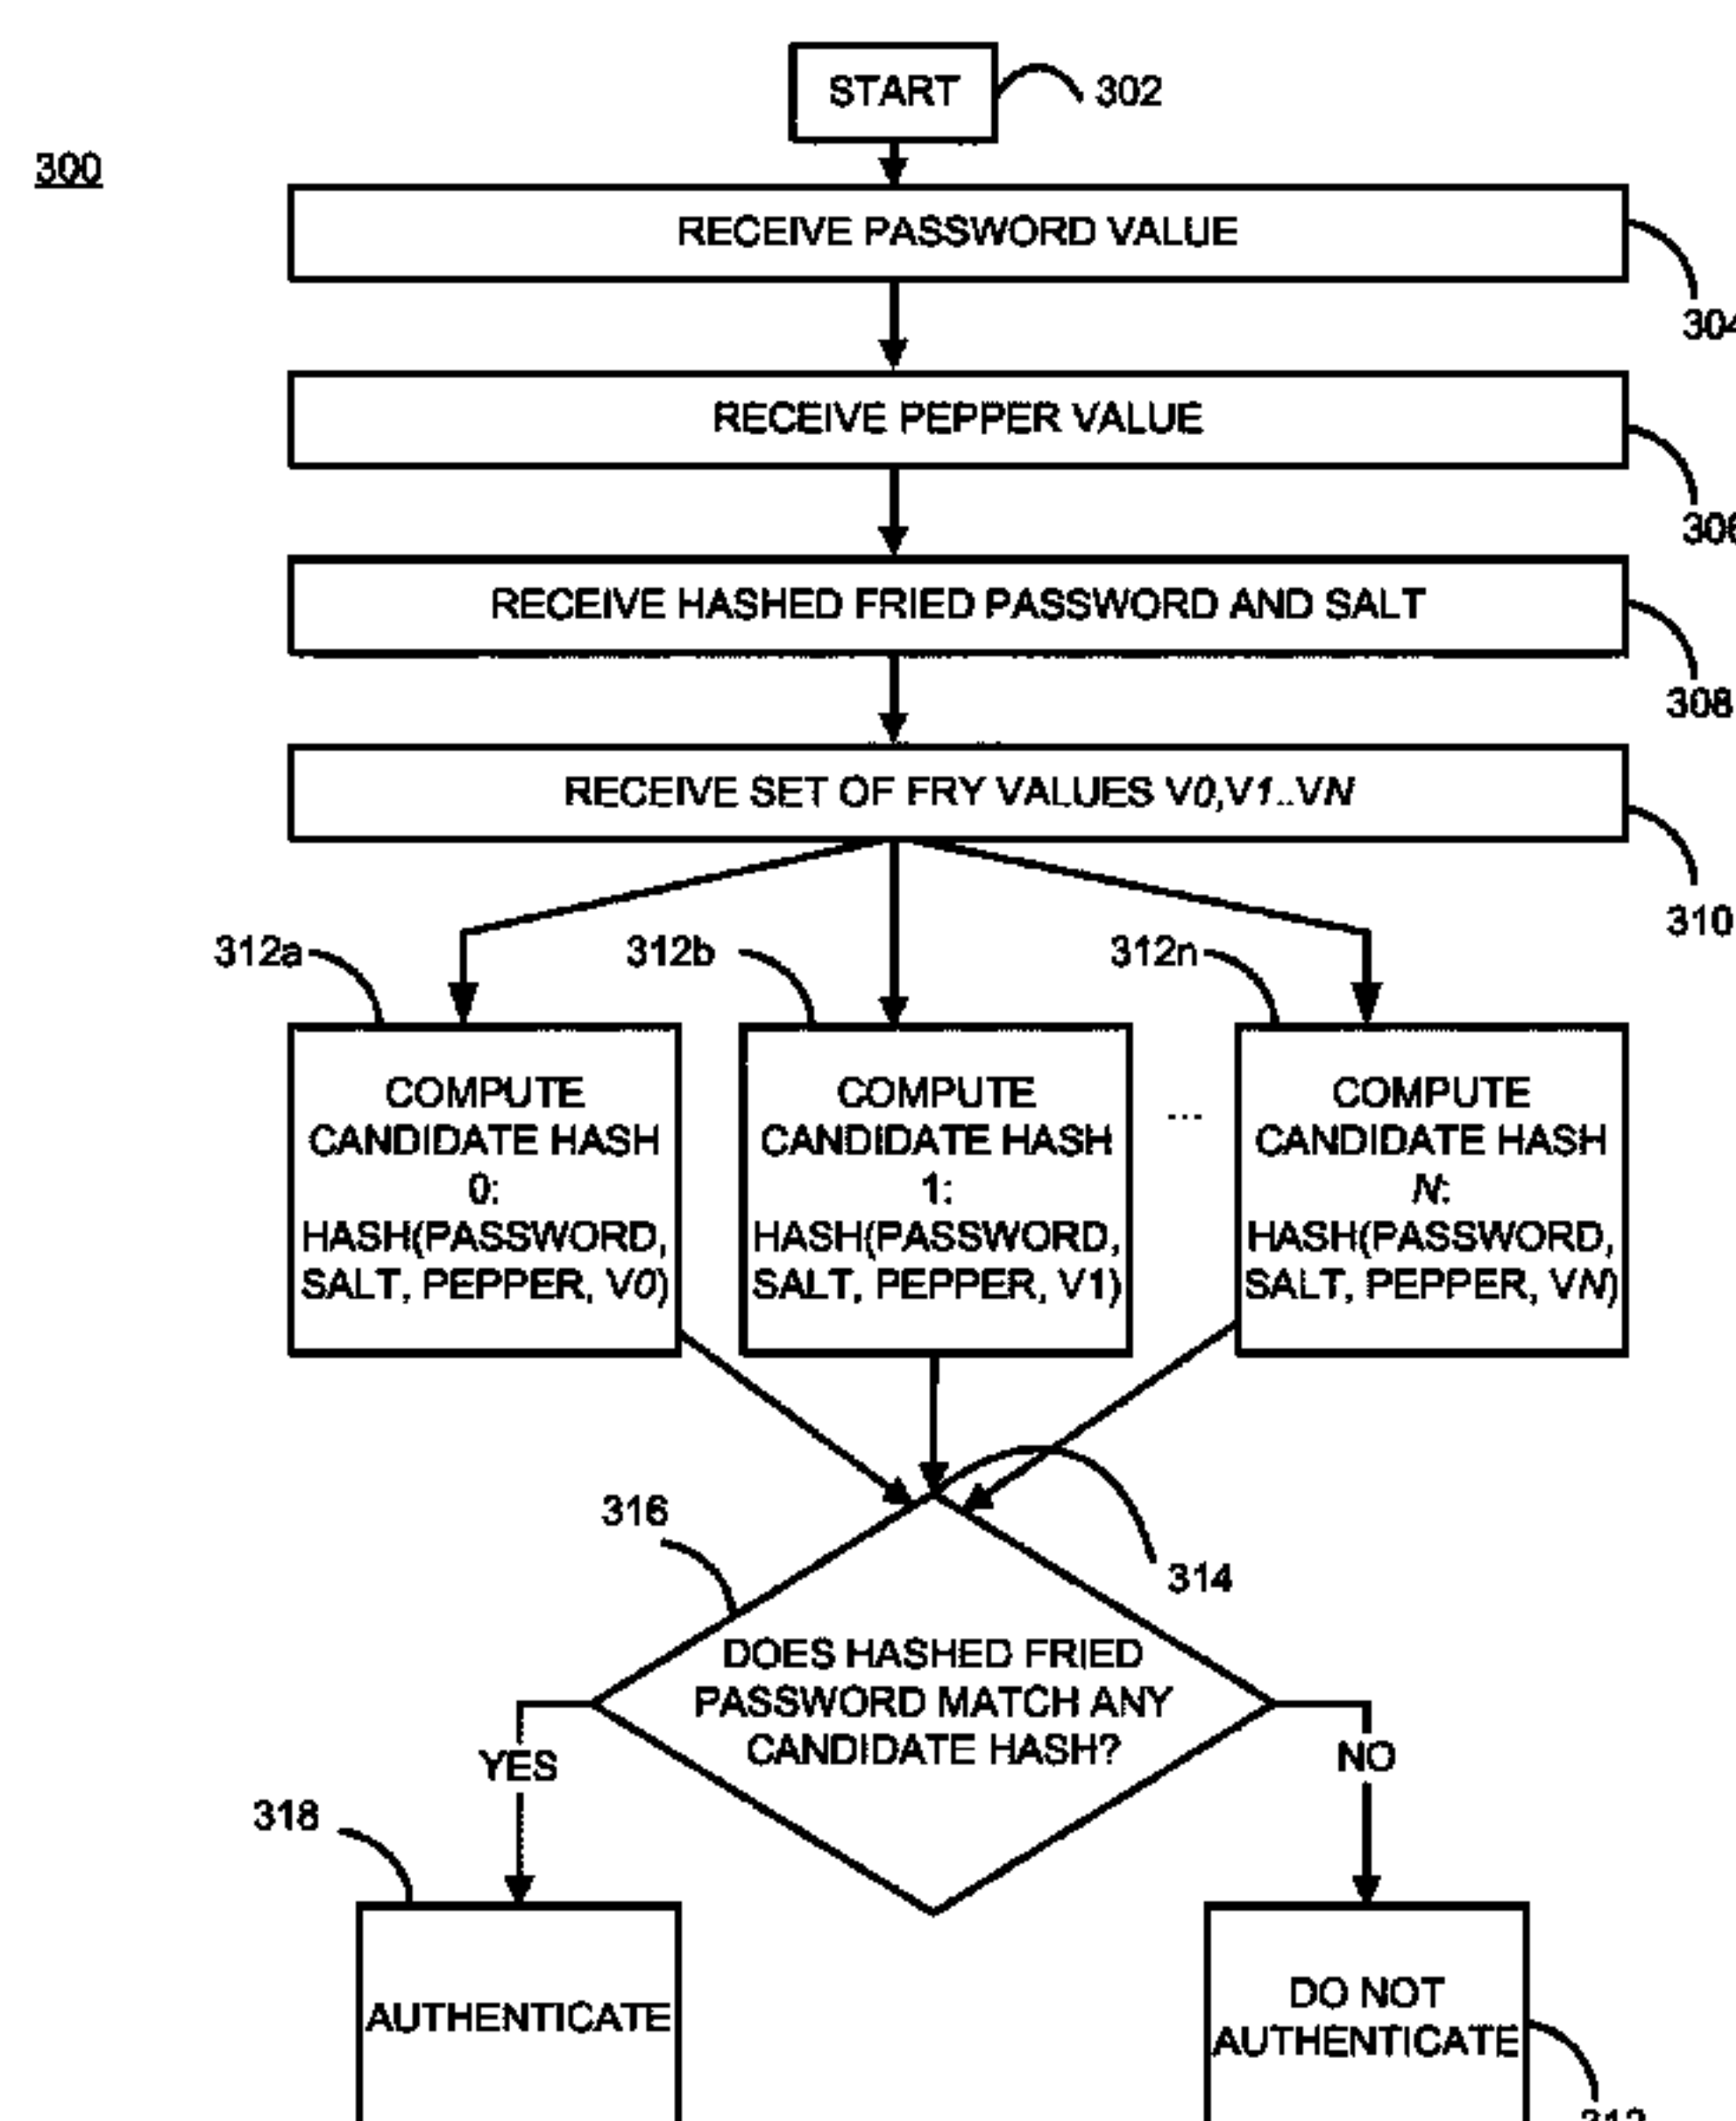 START
302
300
RECEIVE PASSWORD VALUE
304
RECEIVE PEPPER VALUE
306
RECEIVE HASHED FRIED PASSWORD AND SALT
308
RECEIVE SET OF FRY VALUES V0,V1..VN
310
312a
312b
312n
COMPUTE
CANDIDATE HASH
0:
HASH(PASSWORD,
SALT, PEPPER, V0)
COMPUTE
CANDIDATE HASH
1:
HASH(PASSWORD,
SALT, PEPPER, V1)
...
COMPUTE
CANDIDATE HASH
N:
HASH(PASSWORD,
SALT, PEPPER, VN)
316
314
DOES HASHED FRIED
PASSWORD MATCH ANY
CANDIDATE HASH?
YES
NO
318
AUTHENTICATE
DO NOT
AUTHENTICATE